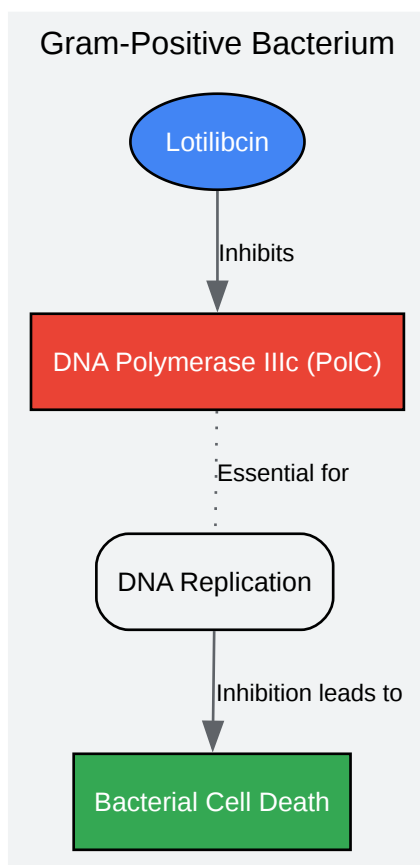 Gram-Positive Bacterium
Lotilibcin
Inhibits
DNA Polymerase IIIc (PolC)
Essential for
DNA Replication
Inhibition leads to
Bacterial Cell Death